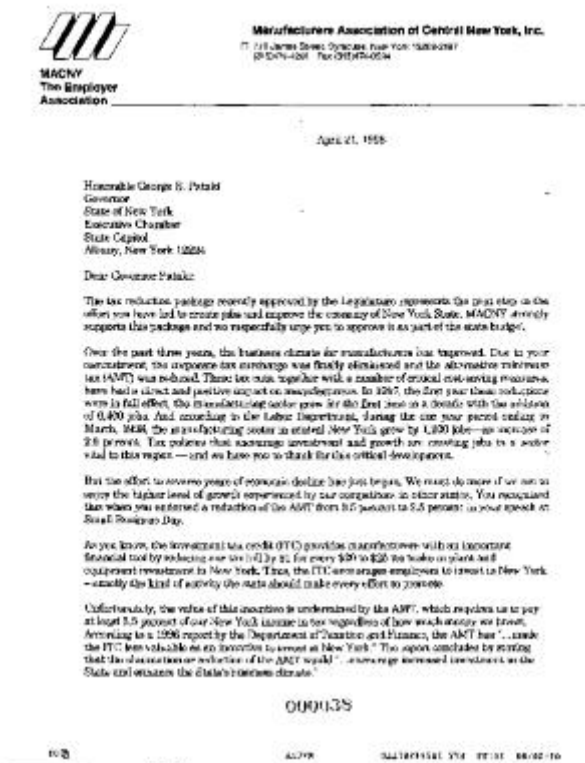 Manufacturers Association of Central New York, Inc.
MACNY
The Employer
Association
April 21, 1998
Honorable George E. Pataki
Governor
State of New York
Executive Chamber
State Capitol
Albany, New York 12224
Dear Governor Pataki:
The tax reduction package recently approved by the Legislature represents the next step in the
effort you have led to create jobs and improve the economy of New York State. MACNY strongly
supports this package and we respectfully urge you to approve it as part of the state budget.
Over the past three years, the business climate for manufacturers has improved. Due to your
commitment, the corporate tax surcharge was finally eliminated and the alternative minimum
tax (AMT) was reduced. These tax cuts, together with a number of critical cost-saving measures,
have had a direct and positive impact on manufacturers. In 1997, the first year these reductions
were in full effect, the manufacturing sector grew for the first time in a decade with the addition
of 6,400 jobs. And according to the Labor Department, during the one year period ending in
March, 1998, the manufacturing sector in central New York grew by jobs—an increase of
percent. Tax policies that encourage investment and growth are creating jobs in a sector
vital to this region — and we have you to thank for this critical development.
But the effort to reverse years of economic decline has just begun. We must do more if we are to
enjoy the higher level of growth experienced by our competitors in other states. You recognized
this when you endorsed a reduction of the AMT from 3.5 percent to 2.5 percent in your speech at
Small Business Day.
As you know, the investment tax credit (ITC) provides manufacturers with an important
financial tool by reducing our tax bill by $1 for every $20 to $25 we make in plant and
equipment investment in New York. Thus, the ITC encourages employers to invest in New York
– exactly the kind of activity the state should make every effort to promote.
Unfortunately, the value of this incentive is undermined by the AMT, which requires us to pay
at least 3.5 percent of our New York income in tax regardless of how much money we invest.
According to a 1996 report by the Department of Taxation and Finance, the AMT has "...made
the ITC less valuable as an incentive to invest in New York." The report concludes by stating
that the elimination or reduction of the AMT would "...encourage increased investment in the
State and enhance the State's business climate."
000038